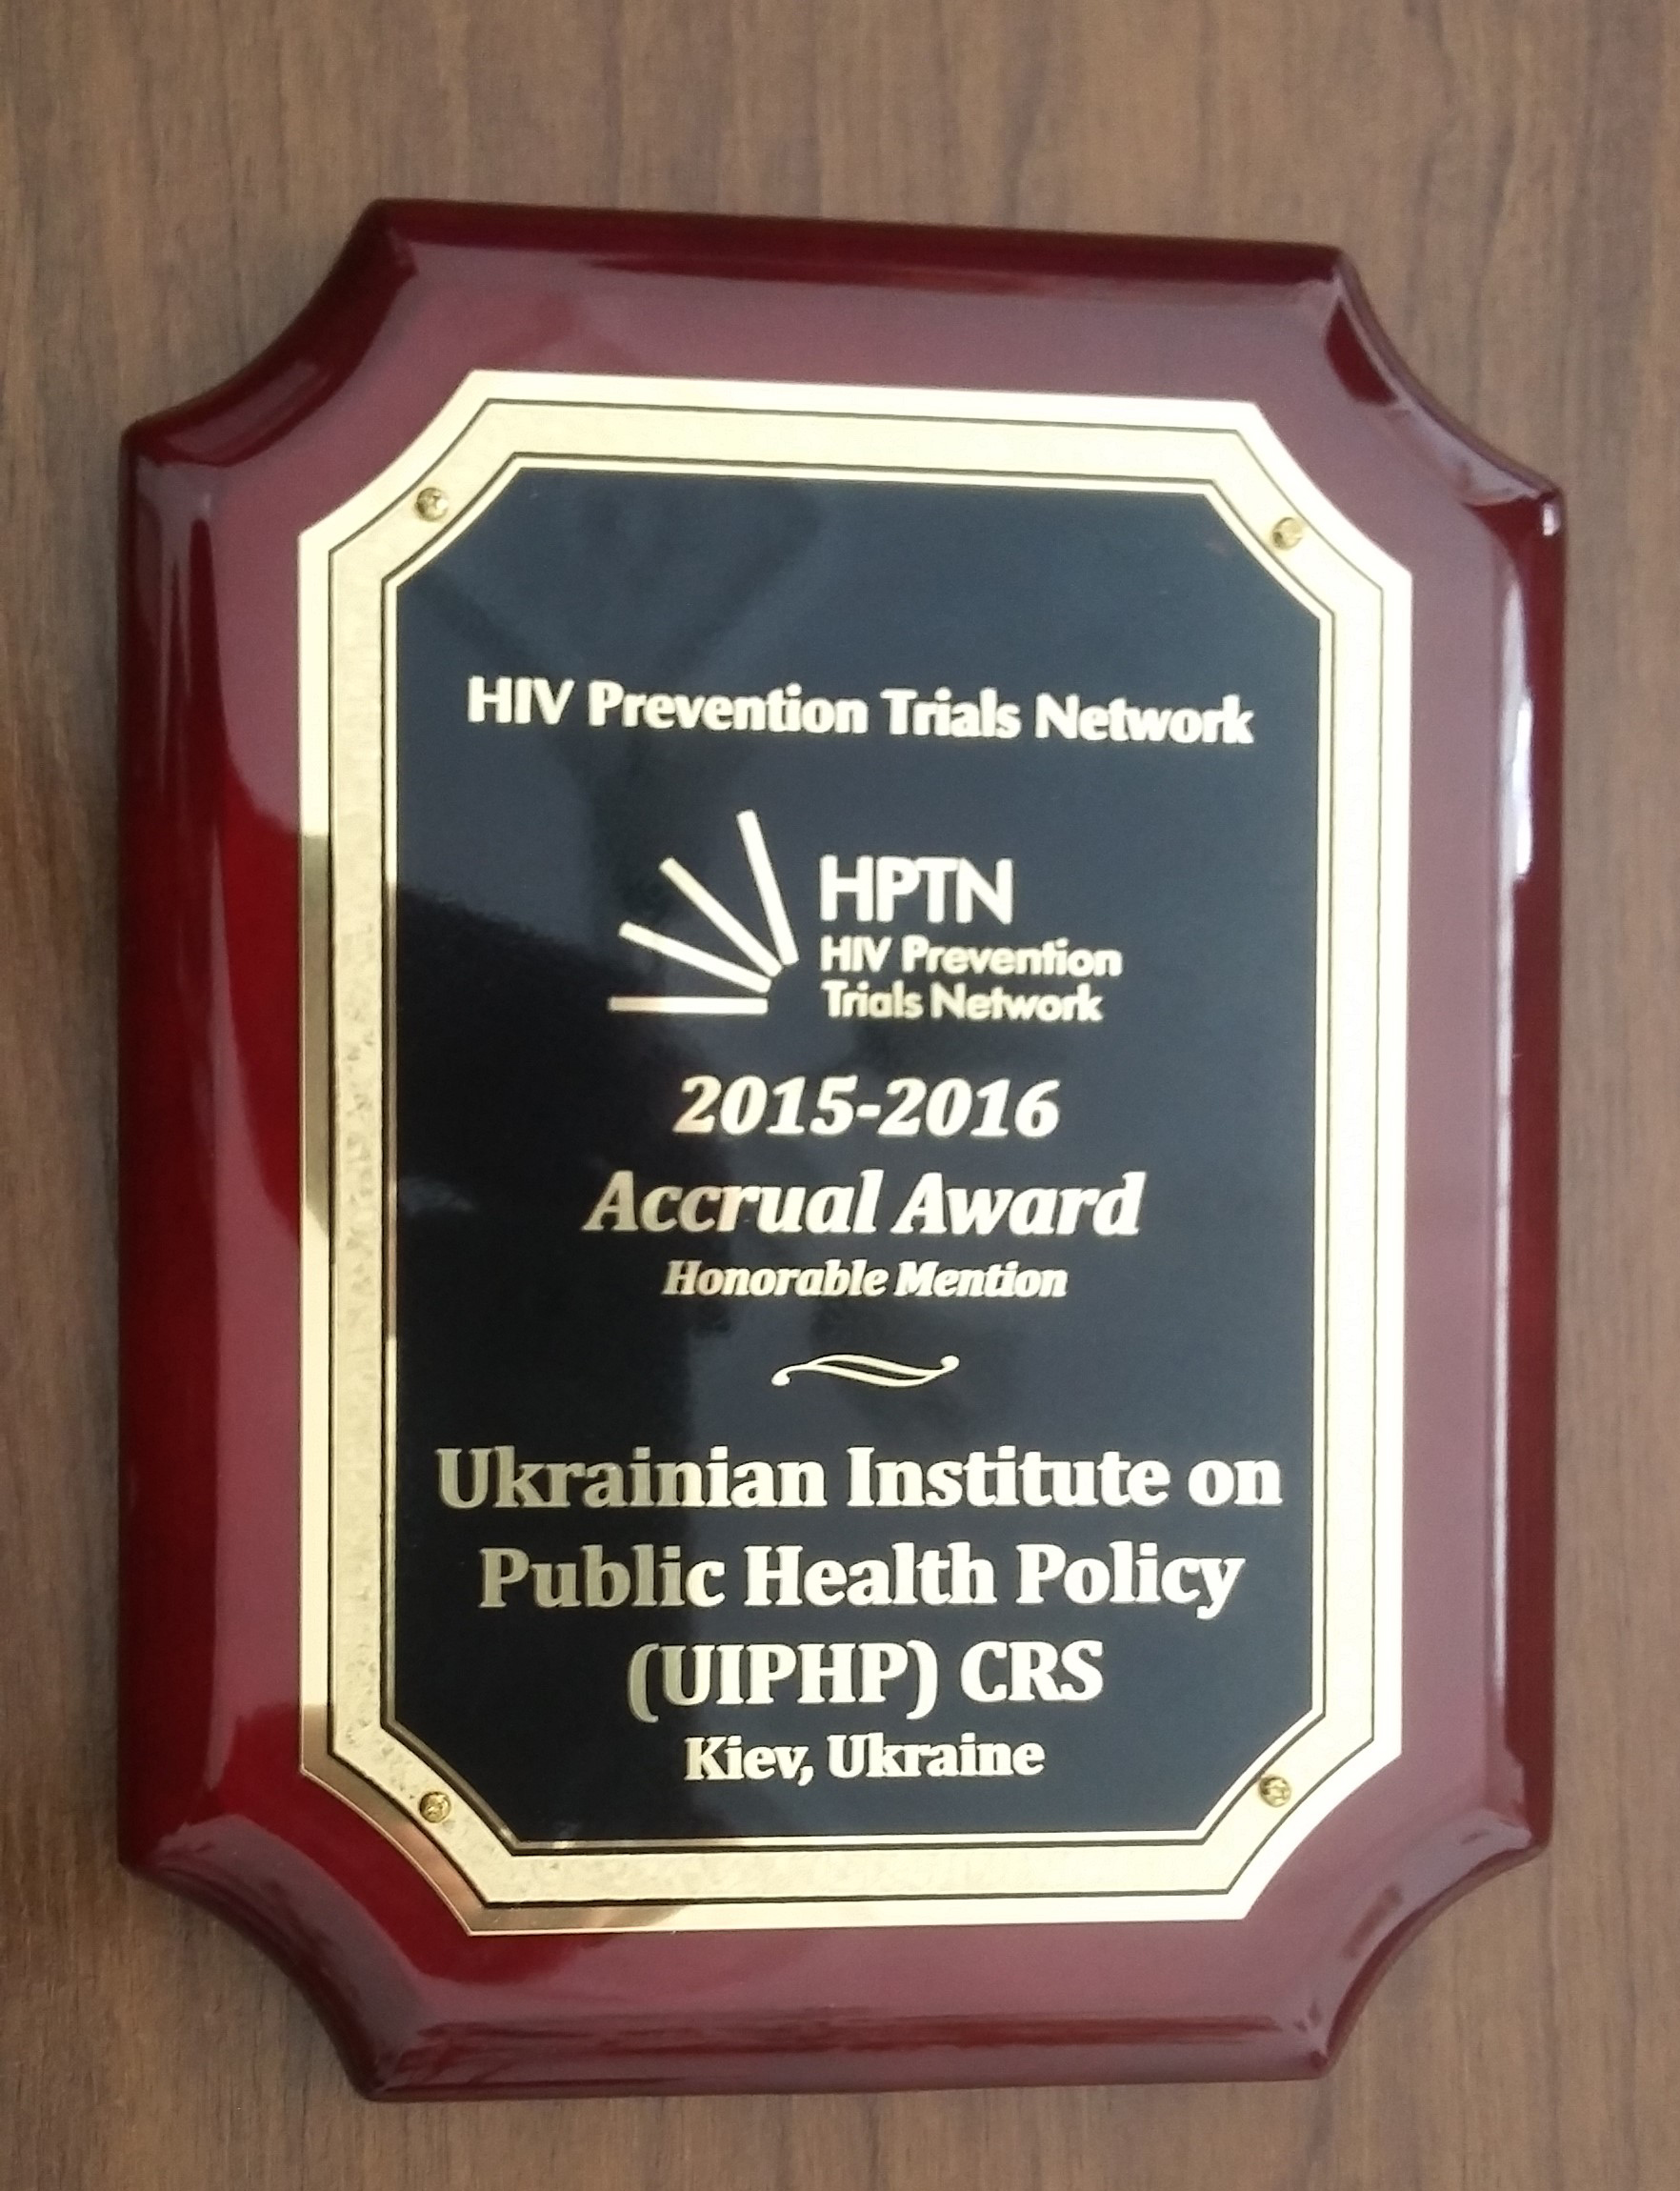 HIV Prevention Trials Network
HPTN
HIV Prevention
Trials Network
2015-2016
Accrual Award
Honorable Mention
Ukrainian Institute on
Public Health Policy
(UIPHP) CRS
Kiev, Ukraine